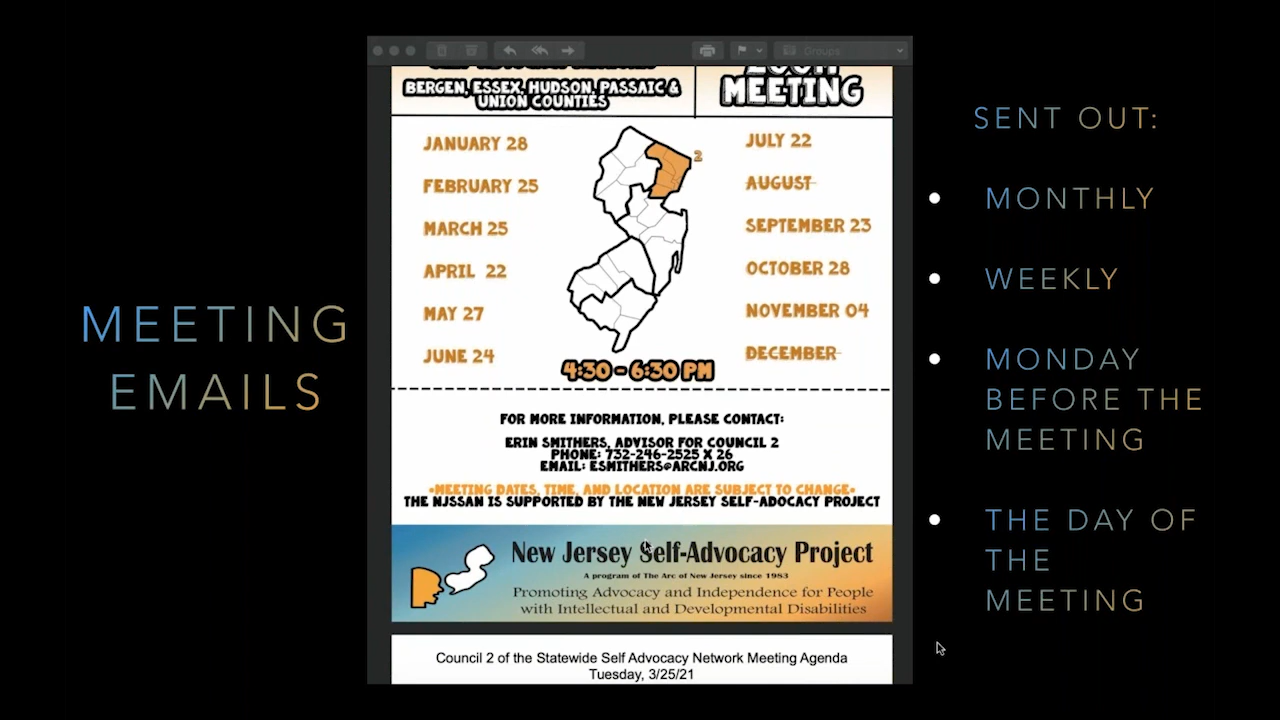 MEETING
EMAILS
Groups
BERGEN, ESSEX, HUDSON, PASSAIC &
UNION COUNTIES
ZOOM
MEETING
JANUARY 28
FEBRUARY 25
MARCH 25
APRIL 22
MAY 27
JUNE 24
2
JULY 22
AUGUST
SEPTEMBER 23
OCTOBER 28
NOVEMBER 04
DECEMBER
4:30 - 6:30 PM
FOR MORE INFORMATION, PLEASE CONTACT:
ERIN SMITHERS, ADVISOR FOR COUNCIL 2
PHONE: 732-246-2525 X 26
EMAIL: ESMITHERS@ARCNJ.ORG
*MEETING DATES, TIME, AND LOCATION ARE SUBJECT TO CHANGE*
THE NJSSAN IS SUPPORTED BY THE NEW JERSEY SELF-ADOCACY PROJECT
New Jersey Self-Advocacy Project
A program of The Arc of New Jersey since 1983
Promoting Advocacy and Independence for People
with Intellectual and Developmental Disabilities
Council 2 of the Statewide Self Advocacy Network Meeting Agenda
Tuesday, 3/25/21
SENT OUT:
• MONTHLY
• WEEKLY
• MONDAY
BEFORE THE
MEETING
• THE DAY OF
THE
MEETING